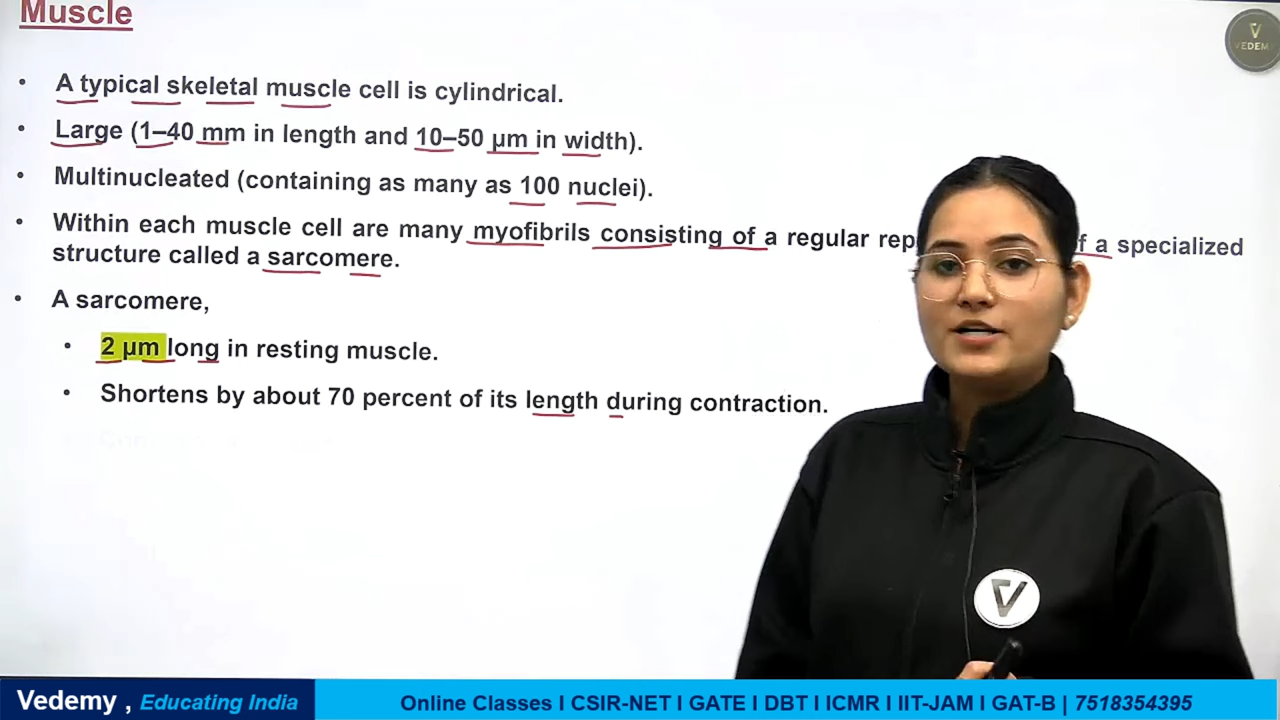 Muscle
VEDEM
• A typical skeletal muscle cell is cylindrical.
• Large (1–40 mm in length and 10–50 µm in width).
• Multinucleated (containing as many as 100 nuclei).
• Within each muscle cell are many myofibrils consisting of a regular rep f a specialized
structure called a sarcomere.
• A sarcomere,
• 2 µm long in resting muscle.
• Shortens by about 70 percent of its length during contraction.
Vedemy , Educating India
Online Classes I CSIR-NET I GATE I DBT I ICMR I IIT-JAM I GAT-B | 7518354395